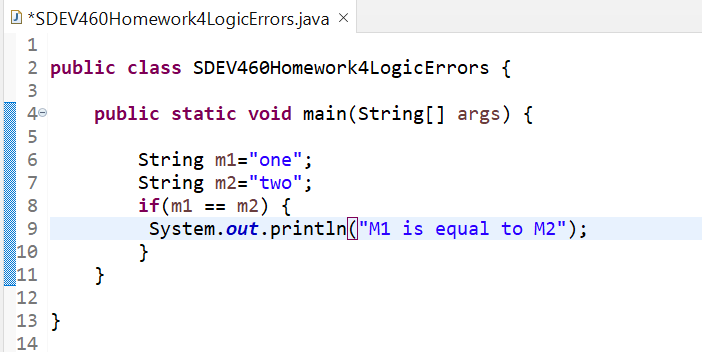 *SDEV460Homework4LogicErrors.java
1
2 public class SDEV460Homework4LogicErrors {
3
4 public static void main(String[] args) {
5
6 String m1="one";
7 String m2="two";
8 if(m1 == m2) {
9 System.out.println("M1 is equal to M2");
10 }
11 }
12
13 }
14